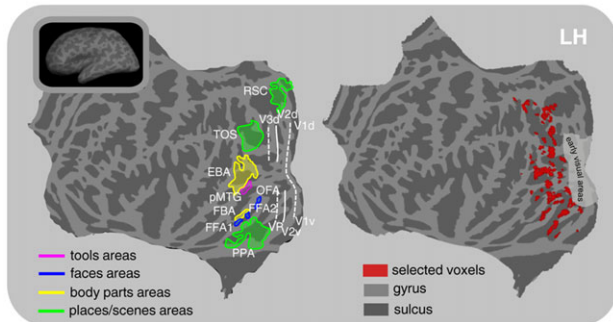 LH
RSC
V3d
V2d
V1d
TOS
EBA
pMTG
OFA
FBA
FFA2
FFA1
VP
V2v
V1v
PPA
early visual areas
tools areas
faces areas
body parts areas
places/scenes areas
selected voxels
gyrus
sulcus